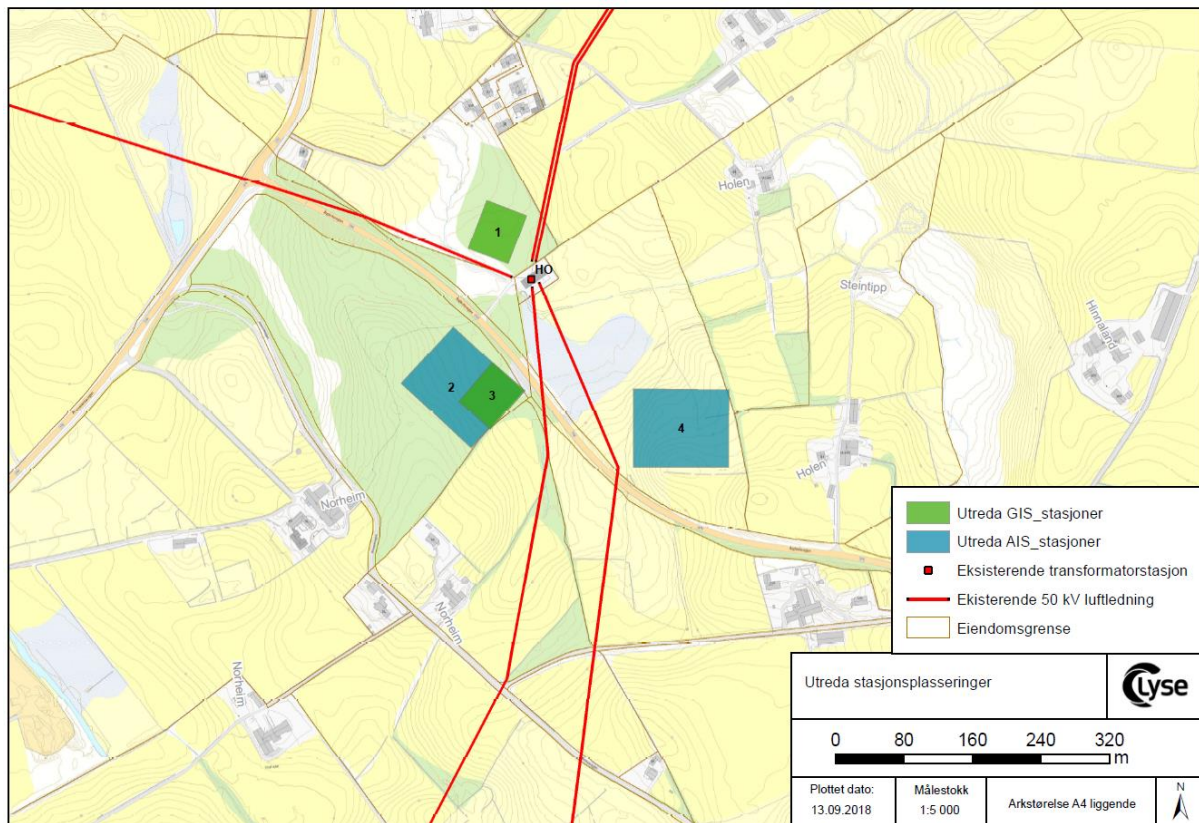 Holen
1
HO
Steintipp
Hinnaland
2
3
4
Holen
Norheim
Norheim
Norheim
Utreda GIS_stasjoner
Utreda AIS_stasjoner
Eksisterende transformatorstasjon
Ekisterende 50 kV luftledning
Eiendomsgrense
Utreda stasjonsplasseringer
Lyse
0 80 160 240 320
m
Plottet dato:
13.09.2018
Målestokk
1:5 000
Arkstørelse A4 liggende
N